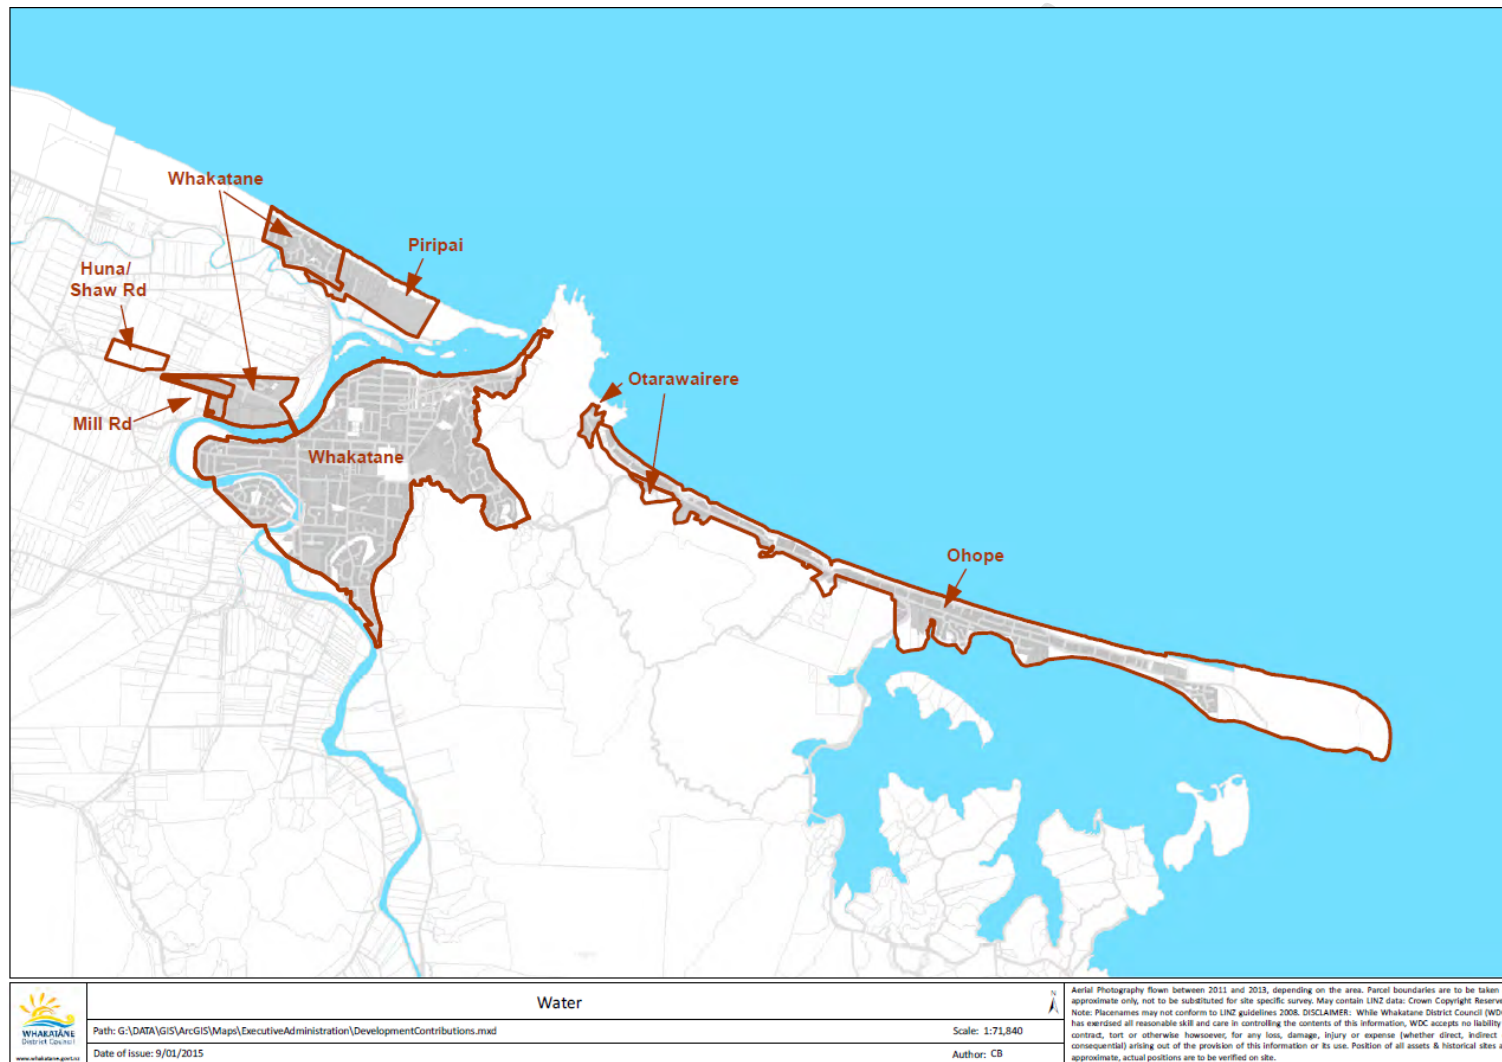 Whakatane
Piripai
Huna/
Shaw Rd
Otarawairere
Mill Rd
Whakatane
Ohope
WHAKATĀNE
District Council
www.whakatane.govt.nz
Water
N
Path: G:\DATA\GIS\ArcGIS\Maps\ExecutiveAdministration\DevelopmentContributions.mxd
Scale: 1:71,840
Date of issue: 9/01/2015
Author: CB
Aerial Photography flown between 2011 and 2013, depending on the area. Parcel boundaries are to be taken
approximate only, not to be substituted for site specific survey. May contain LINZ data: Crown Copyright Reserve
Note: Placenames may not conform to LINZ guidelines 2008. DISCLAIMER: While Whakatane District Council (WDC
has exercised all reasonable skill and care in controlling the contents of this information, WDC accepts no liability
contract, tort or otherwise howsoever, for any loss, damage, injury or expense (whether direct, indirect
consequential) arising out of the provision of this information or its use. Position of all assets & historical sites a
approximate, actual positions are to be verified on site.